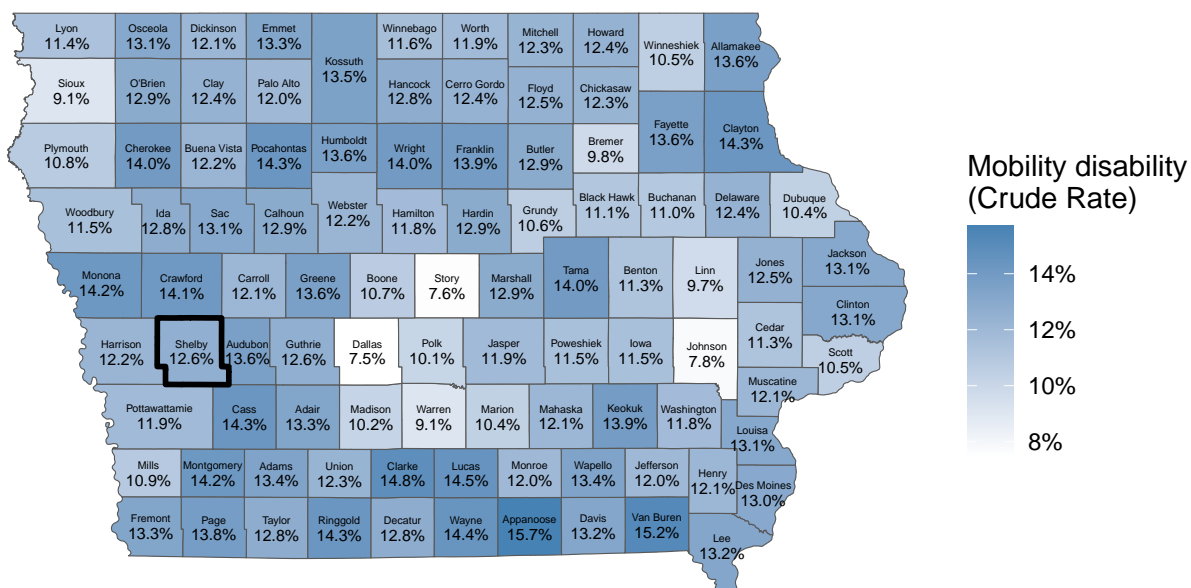 Lyon
11.4%
Osceola
13.1%
Dickinson
12.1%
Emmet
13.3%
Kossuth
13.5%
Winnebago
11.6%
Worth
11.9%
Mitchell
12.3%
Howard
12.4%
Winneshiek
10.5%
Allamakee
13.6%
Sioux
9.1%
O'Brien
12.9%
Clay
12.4%
Palo Alto
12.0%
Hancock
12.8%
Cerro Gordo
12.4%
Floyd
12.5%
Chickasaw
12.3%
Plymouth
10.8%
Cherokee
14.0%
Buena Vista
12.2%
Pocahontas
14.3%
Humboldt
13.6%
Wright
14.0%
Franklin
13.9%
Butler
12.9%
Bremer
9.8%
Fayette
13.6%
Clayton
14.3%
Woodbury
11.5%
Ida
12.8%
Sac
13.1%
Calhoun
12.9%
Webster
12.2%
Hamilton
11.8%
Hardin
12.9%
Grundy
10.6%
Black Hawk
11.1%
Buchanan
11.0%
Delaware
12.4%
Dubuque
10.4%
Monona
14.2%
Crawford
14.1%
Carroll
12.1%
Greene
13.6%
Boone
10.7%
Story
7.6%
Marshall
12.9%
Tama
14.0%
Benton
11.3%
Linn
9.7%
Jones
12.5%
Jackson
13.1%
Clinton
13.1%
Harrison
12.2%
Shelby
12.6%
Audubon
13.6%
Guthrie
12.6%
Dallas
7.5%
Polk
10.1%
Jasper
11.9%
Poweshiek
11.5%
Iowa
11.5%
Johnson
7.8%
Cedar
11.3%
Scott
10.5%
Muscatine
12.1%
Pottawattamie
11.9%
Cass
14.3%
Adair
13.3%
Madison
10.2%
Warren
9.1%
Marion
10.4%
Mahaska
12.1%
Keokuk
13.9%
Washington
11.8%
Louisa
13.1%
Mills
10.9%
Montgomery
14.2%
Adams
13.4%
Union
12.3%
Clarke
14.8%
Lucas
14.5%
Monroe
12.0%
Wapello
13.4%
Jefferson
12.0%
Henry
12.1%
Des Moines
13.0%
Fremont
13.3%
Page
13.8%
Taylor
12.8%
Ringgold
14.3%
Decatur
12.8%
Wayne
14.4%
Appanoose
15.7%
Davis
13.2%
Van Buren
15.2%
Lee
13.2%
Mobility disability
(Crude Rate)
14%
12%
10%
8%